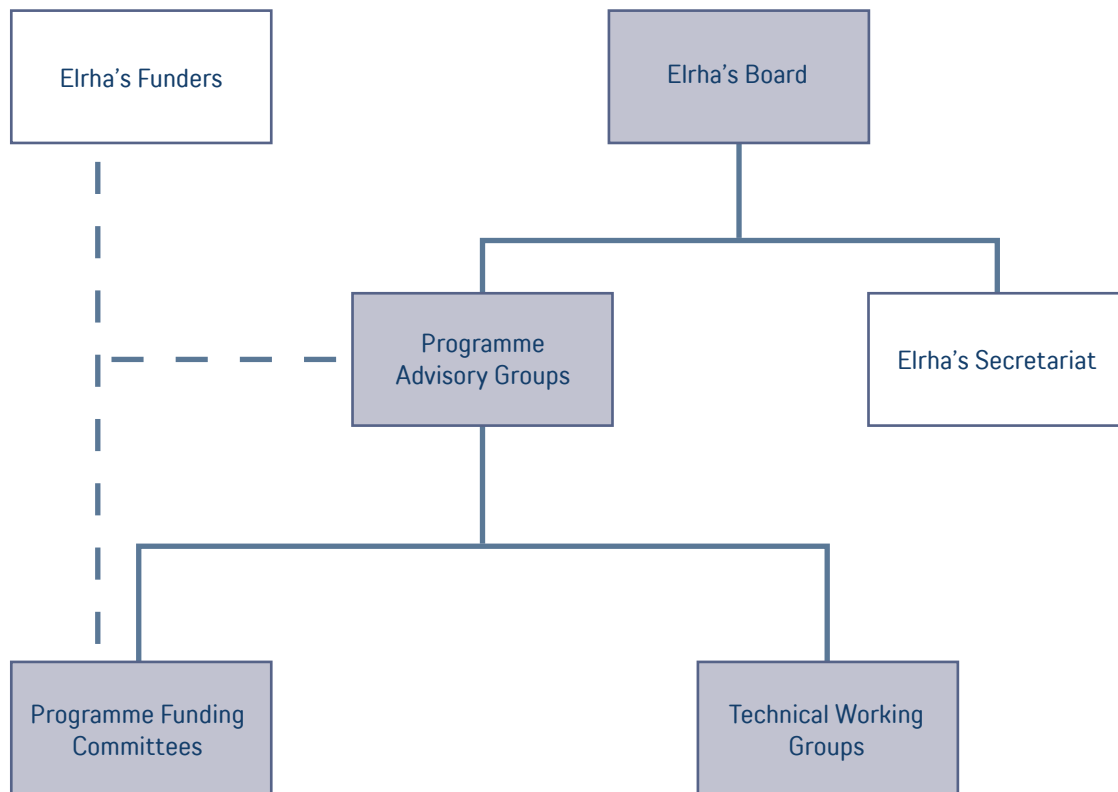 Elrha’s Funders
Elrha’s Board
Programme
Advisory Groups
Elrha’s Secretariat
Programme Funding
Committees
Technical Working
Groups